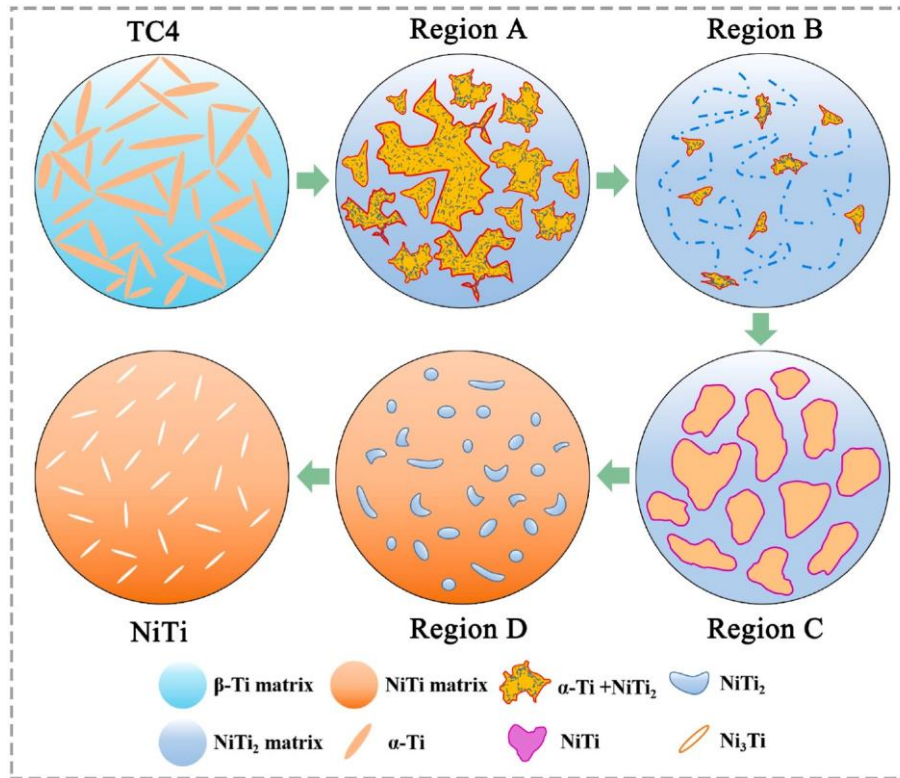 TC4
Region A
Region B
NiTi
Region D
Region C
β-Ti matrix
NiTi matrix
α-Ti +NiTi₂
NiTi₂
NiTi₂ matrix
α-Ti
NiTi
Ni₃Ti